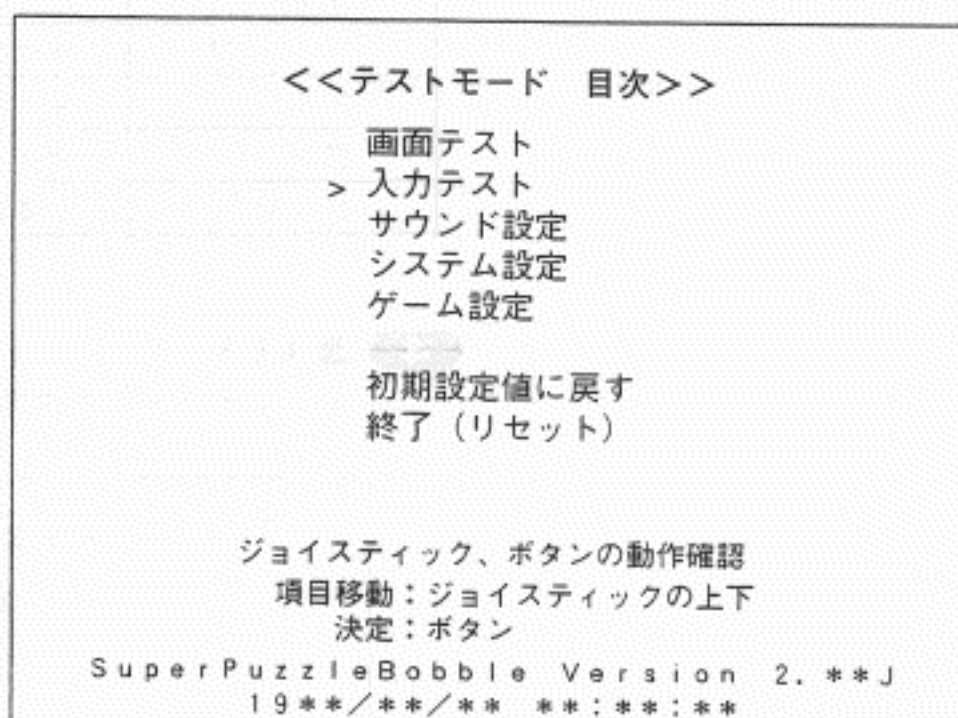 <<テストモード　目次>>
画面テスト
> 入力テスト
サウンド設定
システム設定
ゲーム設定
初期設定値に戻す
終了（リセット）
ジョイスティック、ボタンの動作確認
項目移動：ジョイスティックの上下
決定：ボタン
SuperPuzzleBobble Version 2.**J
19**/**/** **:**:**